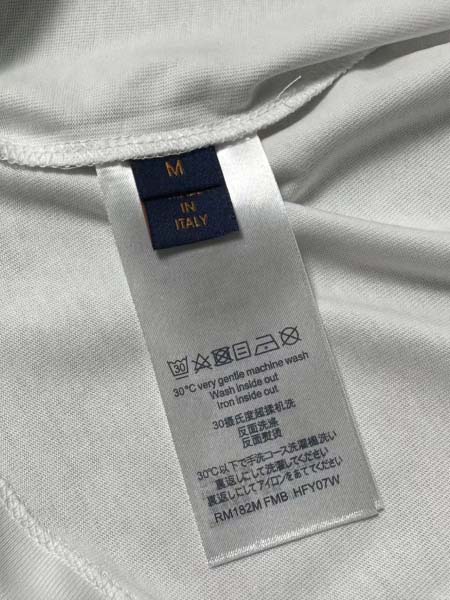 M
IN
ITALY
30
30°C very gentle machine wash
Wash inside out
Iron inside out
30摄氏度超揉机洗
反面洗涤
反面熨烫
30℃以下で手洗コース洗濯機洗い
裏返しにして洗濯してください
裏返しにしてアイロンをあててください
RM182M FMB HFY07W